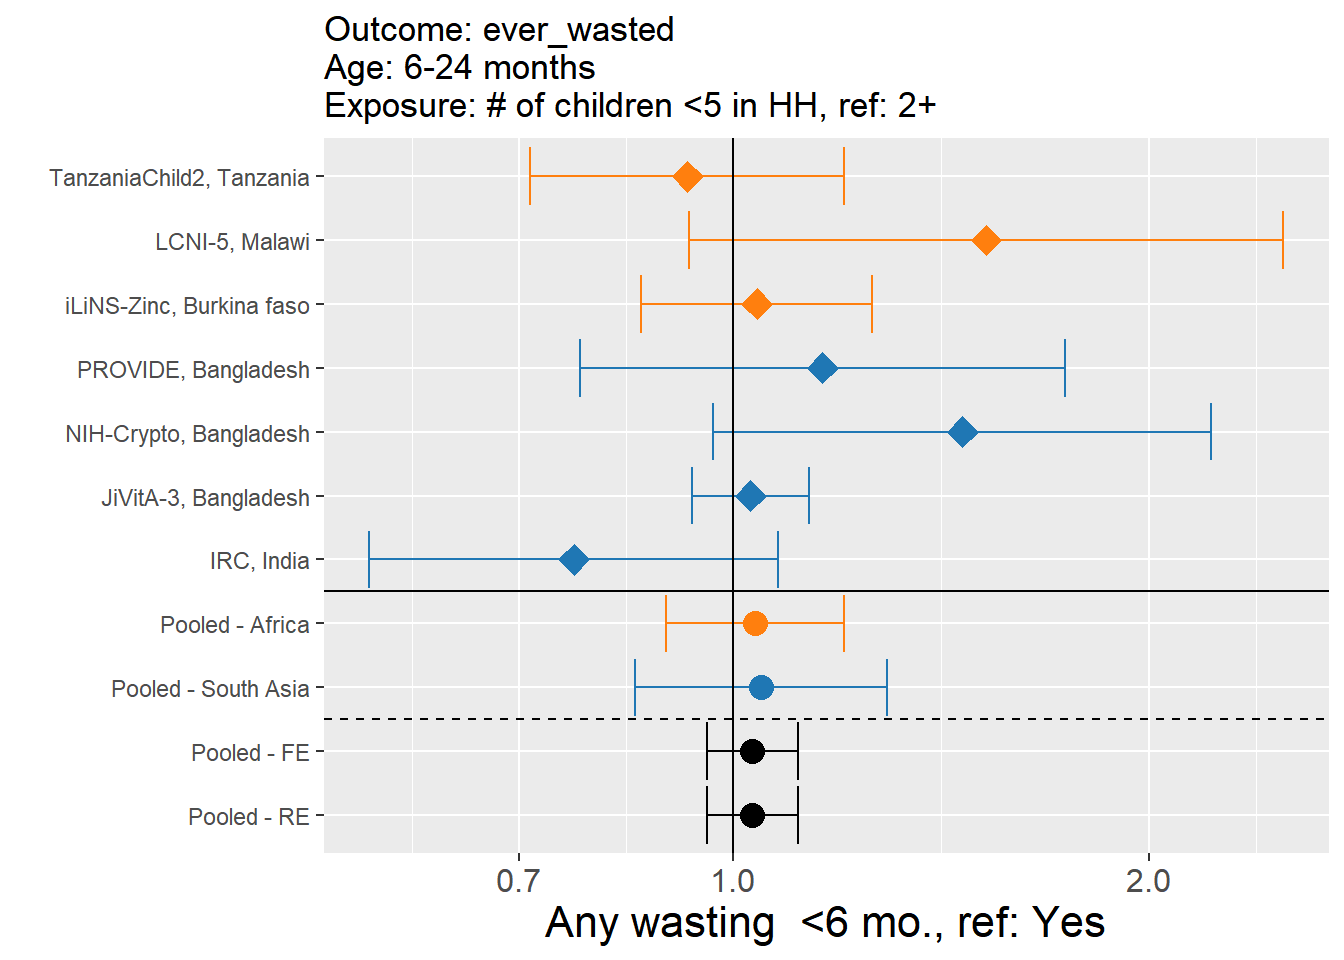 Outcome: ever_wasted
Age: 6-24 months
Exposure: # of children <5 in HH, ref: 2+
TanzaniaChild2, Tanzania
LCNI-5, Malawi
iLiNS-Zinc, Burkina faso
PROVIDE, Bangladesh
NIH-Crypto, Bangladesh
JiVitA-3, Bangladesh
IRC, India
Pooled - Africa
Pooled - South Asia
Pooled - FE
Pooled - RE
0.7 1.0 2.0
Any wasting  <6 mo., ref: Yes